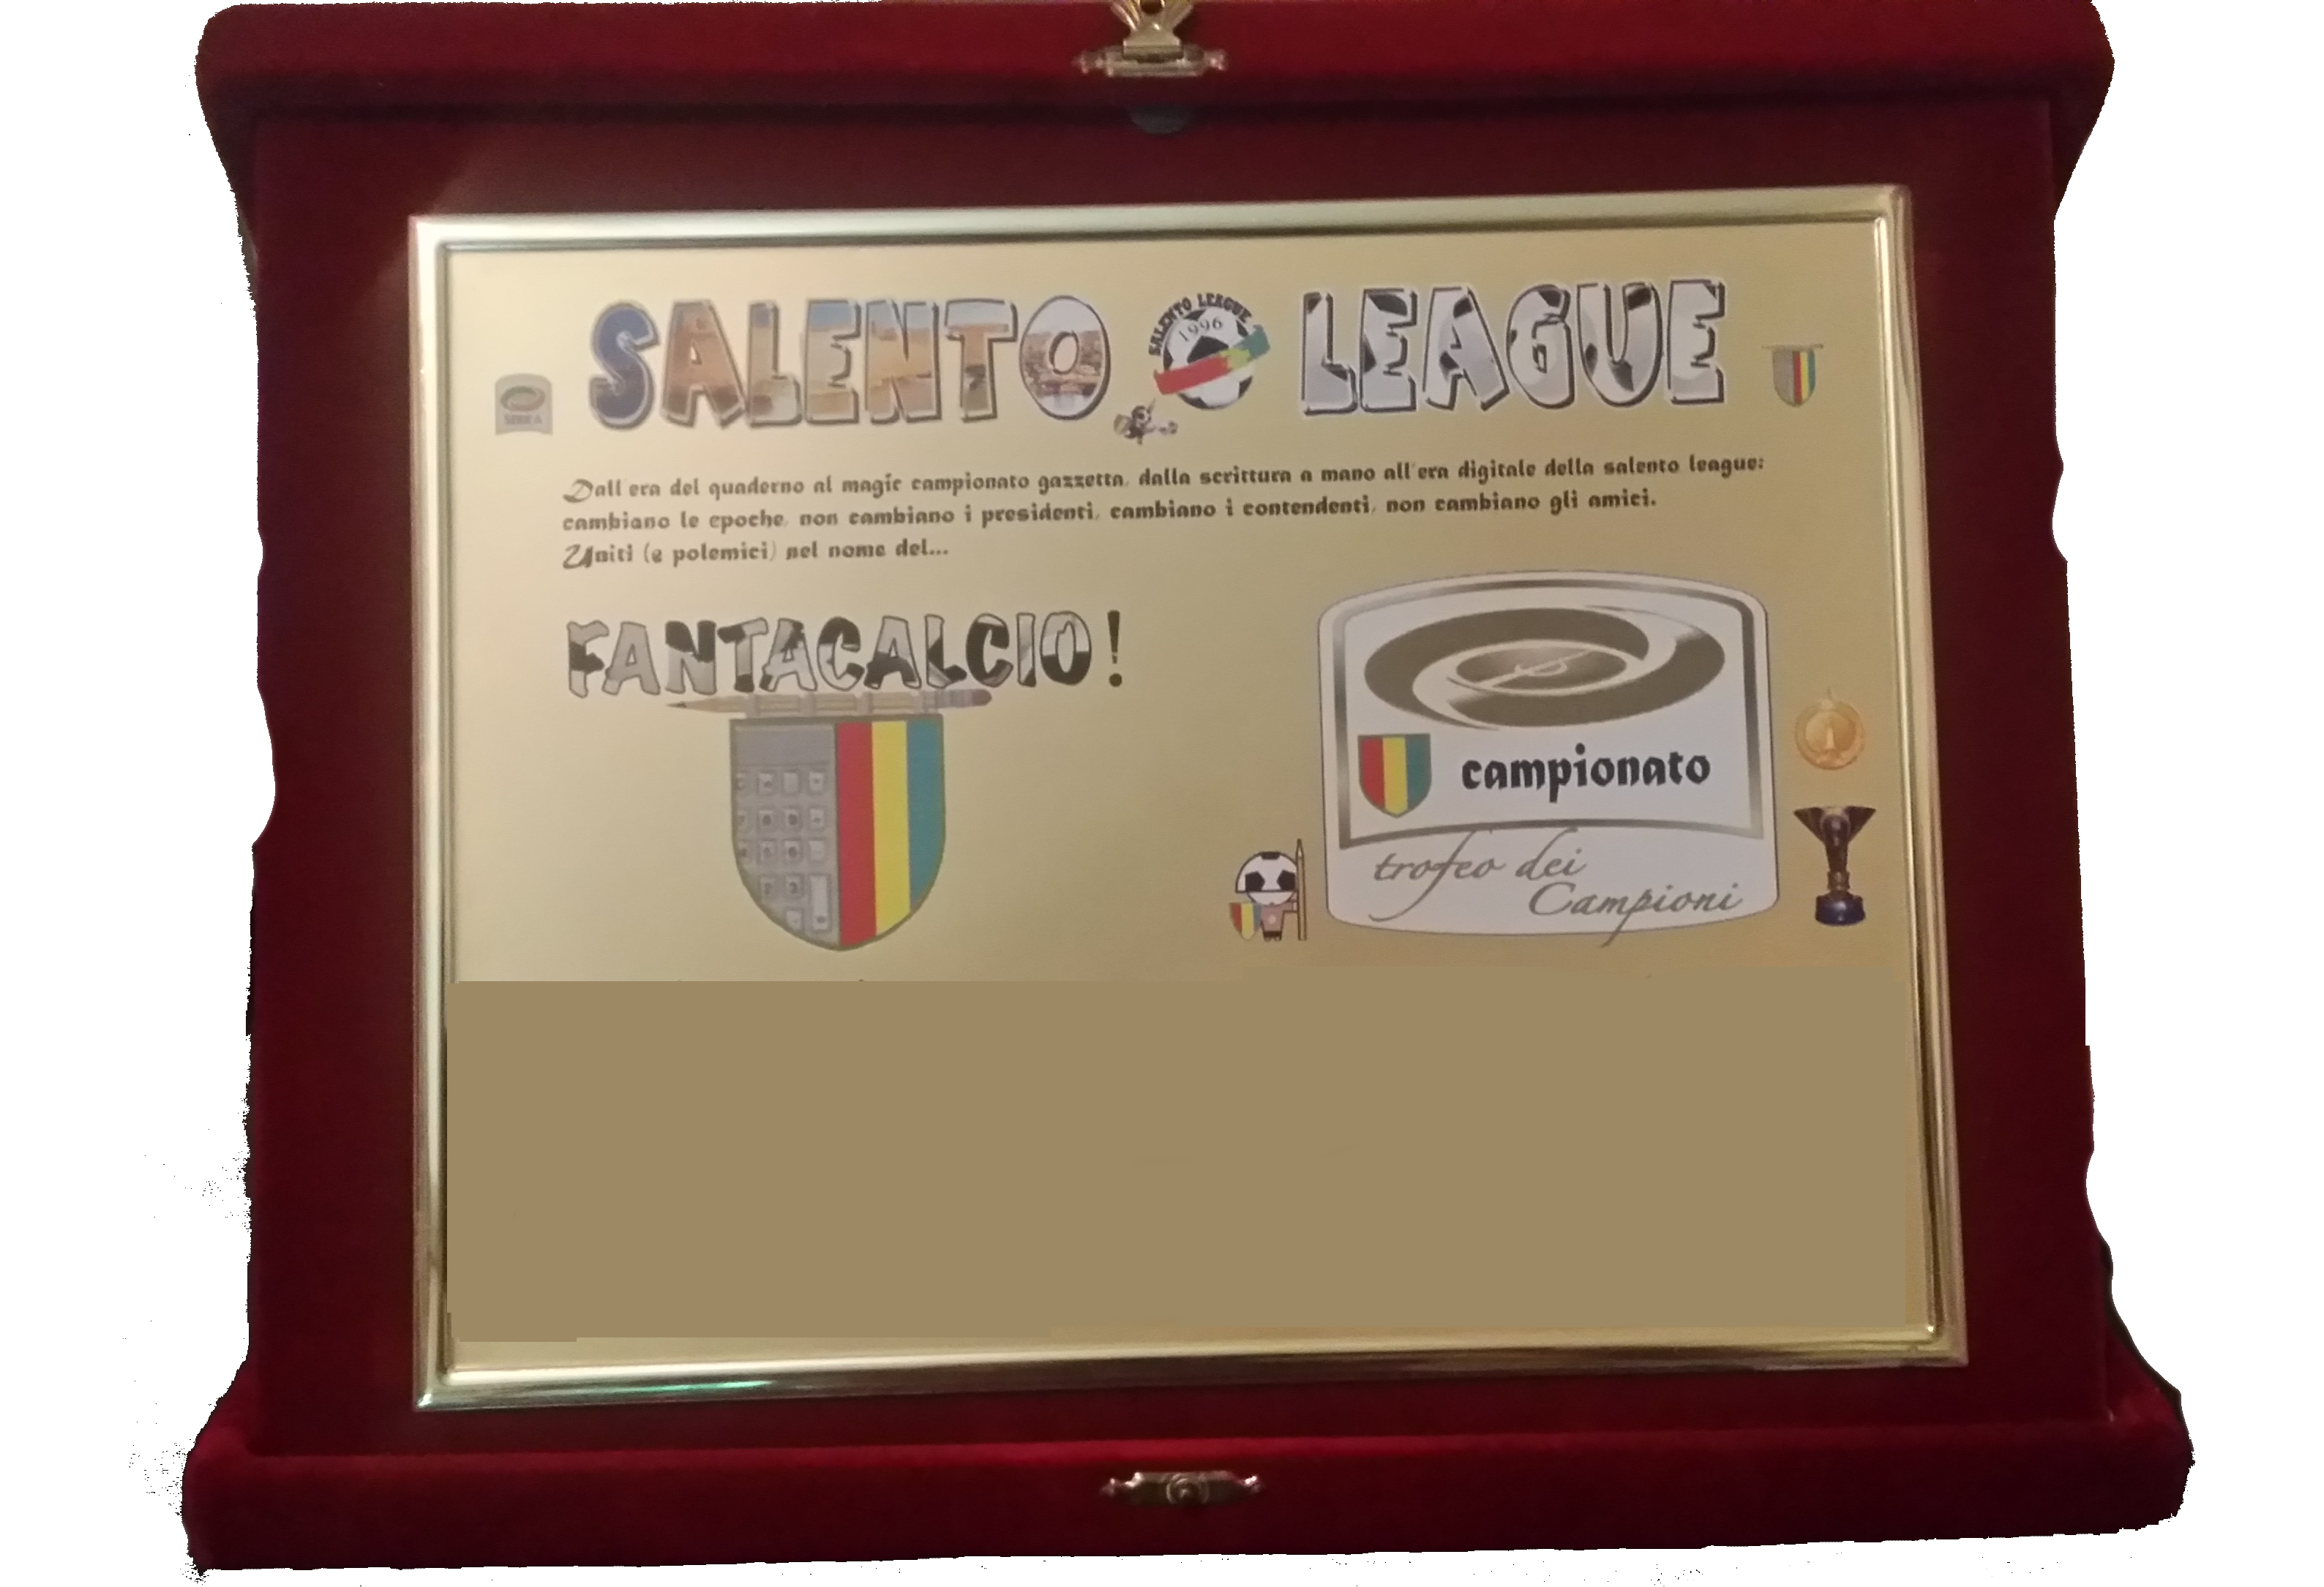 SALENTO LEAGUE
SALENTO LEAGUE
1996
SERIE A
Dall'era del quaderno al magic campionato gazzetta, dalla scrittura a mano all'era digitale della salento league:
cambiano le epoche, non cambiano i presidenti, cambiano i contendenti, non cambiano gli amici.
Uniti (e polemici) nel nome del...
FANTACALCIO!
campionato
1
trofeo dei
Campioni